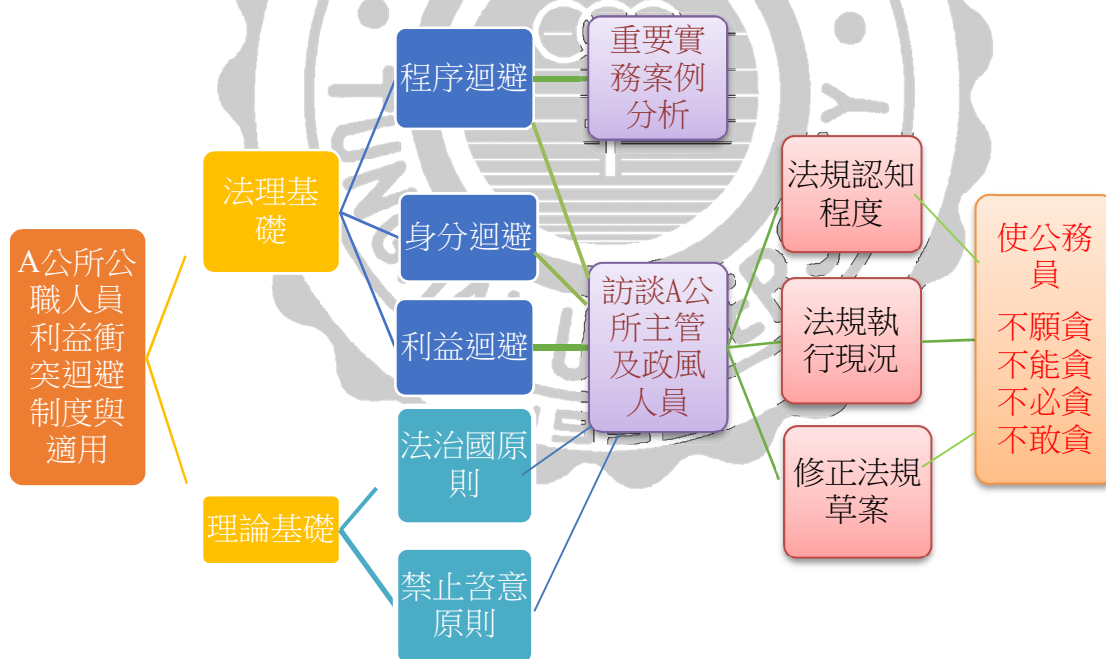 A公所公
職人員
利益衝
突迴避
制度與
適用
法理基
礎
理論基礎
程序迴避
身分迴避
利益迴避
法治國原
則
禁止咨意
原則
重要實
務案例
分析
訪談A公
所主管
及政風
人員
法規認知
程度
法規執
行現況
修正法規
草案
使公務
員
不願貪
不能貪
不必貪
不敢貪